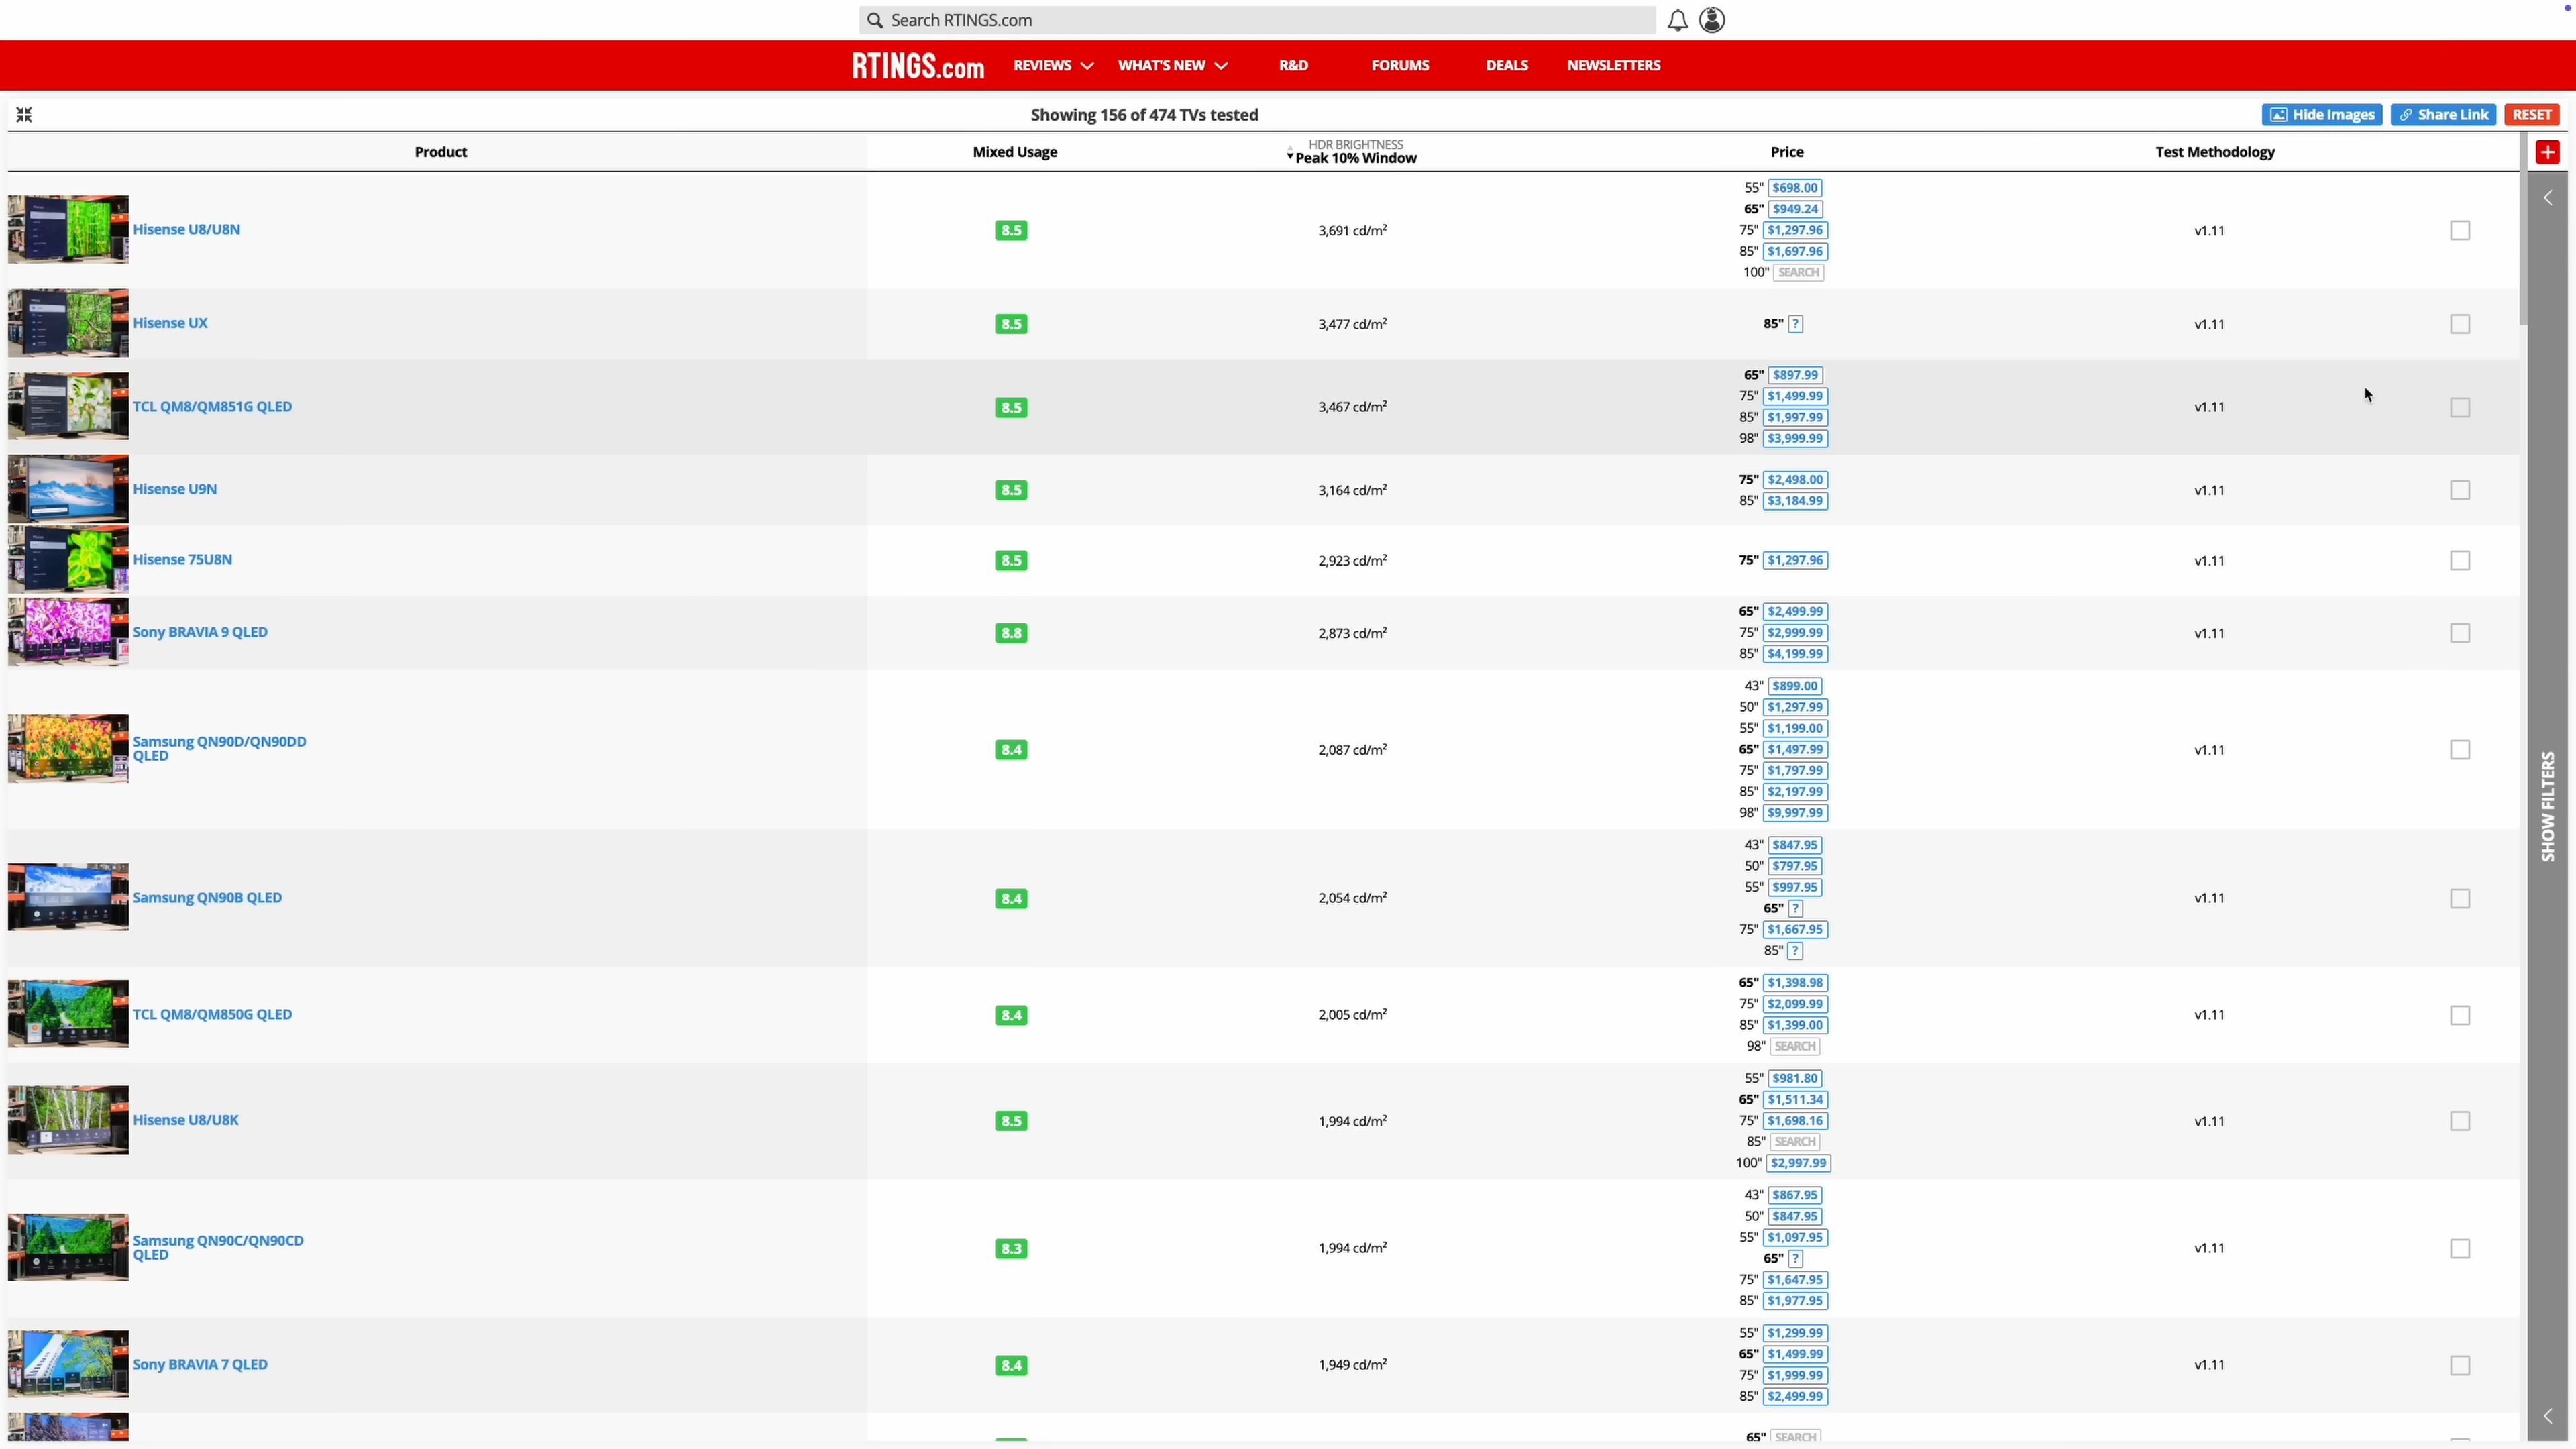 Search RTINGS.com
RTINGS.com REVIEWS WHAT'S NEW R&D FORUMS DEALS NEWSLETTERS
Showing 156 of 474 TVs tested Hide Images Share Link RESET
Product Mixed Usage HDR BRIGHTNESS Peak 10% Window Price Test Methodology +
55" $698.00
65" $949.24
Hisense U8/U8N 8.5 3,691 cd/m² 75" $1,297.96 v1.11
85" $1,697.96
100" SEARCH
Hisense UX 8.5 3,477 cd/m² 85" ? v1.11
65" $897.99
75" $1,499.99
TCL QM8/QM851G QLED 8.5 3,467 cd/m² v1.11
85" $1,997.99
98" $3,999.99
75" $2,498.00
Hisense U9N 8.5 3,164 cd/m² v1.11
85" $3,184.99
Hisense 75U8N 8.5 2,923 cd/m² 75" $1,297.96 v1.11
65" $2,499.99
Sony BRAVIA 9 QLED 8.8 2,873 cd/m² 75" $2,999.99 v1.11
85" $4,199.99
43" $899.00
50" $1,297.99
55" $1,199.00
Samsung QN90D/QN90DD
QLED 8.4 2,087 cd/m² 65" $1,497.99 v1.11
75" $1,797.99
85" $2,197.99
98" $9,997.99
SHOW FILTERS
43" $847.95
50" $797.95
55" $997.95
Samsung QN90B QLED 8.4 2,054 cd/m² v1.11
65" ?
75" $1,667.95
85" ?
65" $1,398.98
75" $2,099.99
TCL QM8/QM850G QLED 8.4 2,005 cd/m² v1.11
85" $1,399.00
98" SEARCH
55" $981.80
65" $1,511.34
Hisense U8/U8K 8.5 1,994 cd/m² 75" $1,698.16 v1.11
85" SEARCH
100" $2,997.99
43" $867.95
50" $847.95
55" $1,097.95
Samsung QN90C/QN90CD
QLED 8.3 1,994 cd/m² v1.11
65" ?
75" $1,647.95
85" $1,977.95
55" $1,299.99
65" $1,499.99
Sony BRAVIA 7 QLED 8.4 1,949 cd/m² v1.11
75" $1,999.99
85" $2,499.99
65" SEARCH